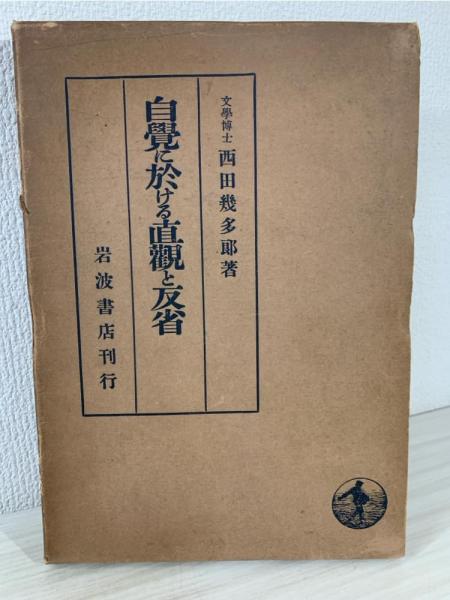 文學博士 西田幾多郎著
自覺に於ける直觀と反省
岩波書店刊行